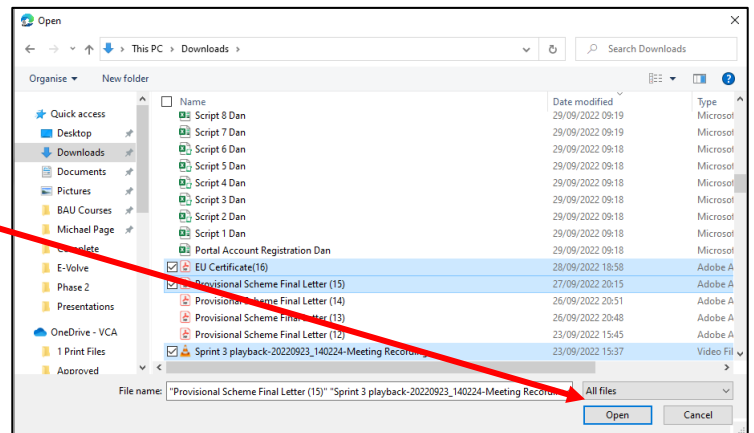 Open
This PC > Downloads >
Search Downloads
Organise
New folder
Name
Date modified
Type
Quick access
Desktop
Downloads
Documents
Pictures
BAU Courses
Michael Page
Complete
E-Volve
Phase 2
Presentations
OneDrive - VCA
1 Print Files
Approved
Script 8 Dan 29/09/2022 09:19 Microsof
Script 7 Dan 29/09/2022 09:19 Microsof
Script 6 Dan 29/09/2022 09:18 Microsof
Script 5 Dan 29/09/2022 09:18 Microsof
Script 4 Dan 29/09/2022 09:18 Microsof
Script 3 Dan 29/09/2022 09:18 Microsof
Script 2 Dan 29/09/2022 09:18 Microsof
Script 1 Dan 29/09/2022 09:18 Microsof
Portal Account Registration Dan 29/09/2022 09:18 Microsof
EU Certificate(16) 28/09/2022 18:58 Adobe A
Provisional Scheme Final Letter (15) 27/09/2022 20:15 Adobe A
Provisional Scheme Final Letter (14) 26/09/2022 20:51 Adobe A
Provisional Scheme Final Letter (13) 26/09/2022 20:48 Adobe A
Provisional Scheme Final Letter (12) 23/09/2022 15:45 Adobe A
Sprint 3 playback-20220923_140224-Meeting Recording 23/09/2022 15:37 Video Fil
File name: "Provisional Scheme Final Letter (15)" "Sprint 3 playback-20220923_140224-Meeting Record
All files
Open
Cancel